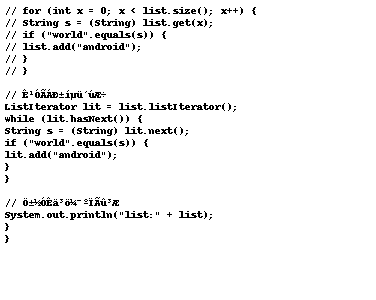 // for (int x = 0; x < list.size(); x++) {
// String s = (String) list.get(x);
// if ("world".equals(s)) {
// list.add("android");
// }
// }
// Ê¹ÓÃÁÐ±íµü´úÆ÷
ListIterator lit = list.listIterator();
while (lit.hasNext()) {
String s = (String) lit.next();
if ("world".equals(s)) {
lit.add("android");
}
}
// Ö±½ÓÊä³ö¼¯ºÏÃû³Æ
System.out.println("list:" + list);
}
}